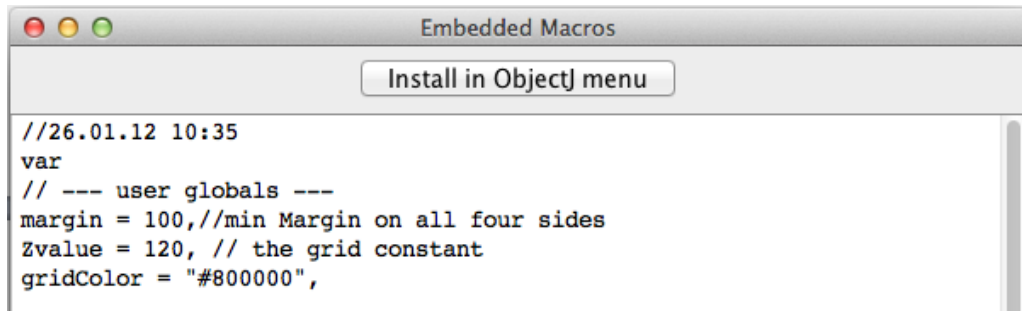 Embedded Macros
Install in ObjectJ menu
//26.01.12 10:35
var
// --- user globals ---
margin = 100,//min Margin on all four sides
Zvalue = 120, // the grid constant
gridColor = "#800000",